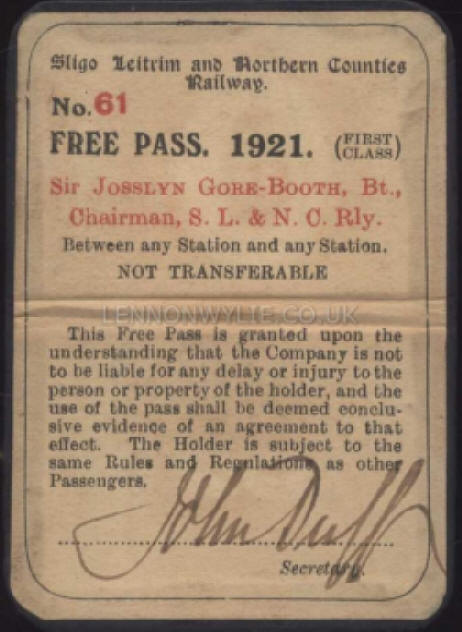 Sligo Leitrim and Northern Counties
Railway.
No. 61
FREE PASS. 1921. (FIRST CLASS)
Sir Josslyn Gore-Booth, Bt.,
Chairman, S. L. & N. C. Rly.
Between any Station and any Station.
NOT TRANSFERABLE
LENNONWYLIE.CO.UK
This Free Pass is granted upon the
understanding that the Company is not
to be liable for any delay or injury to the
person or property of the holder, and the
use of the pass shall be deemed conclu-
sive evidence of an agreement to that
effect. The Holder is subject to the
same Rules and Regulations as other
Passengers.
John Duff
Secretary.